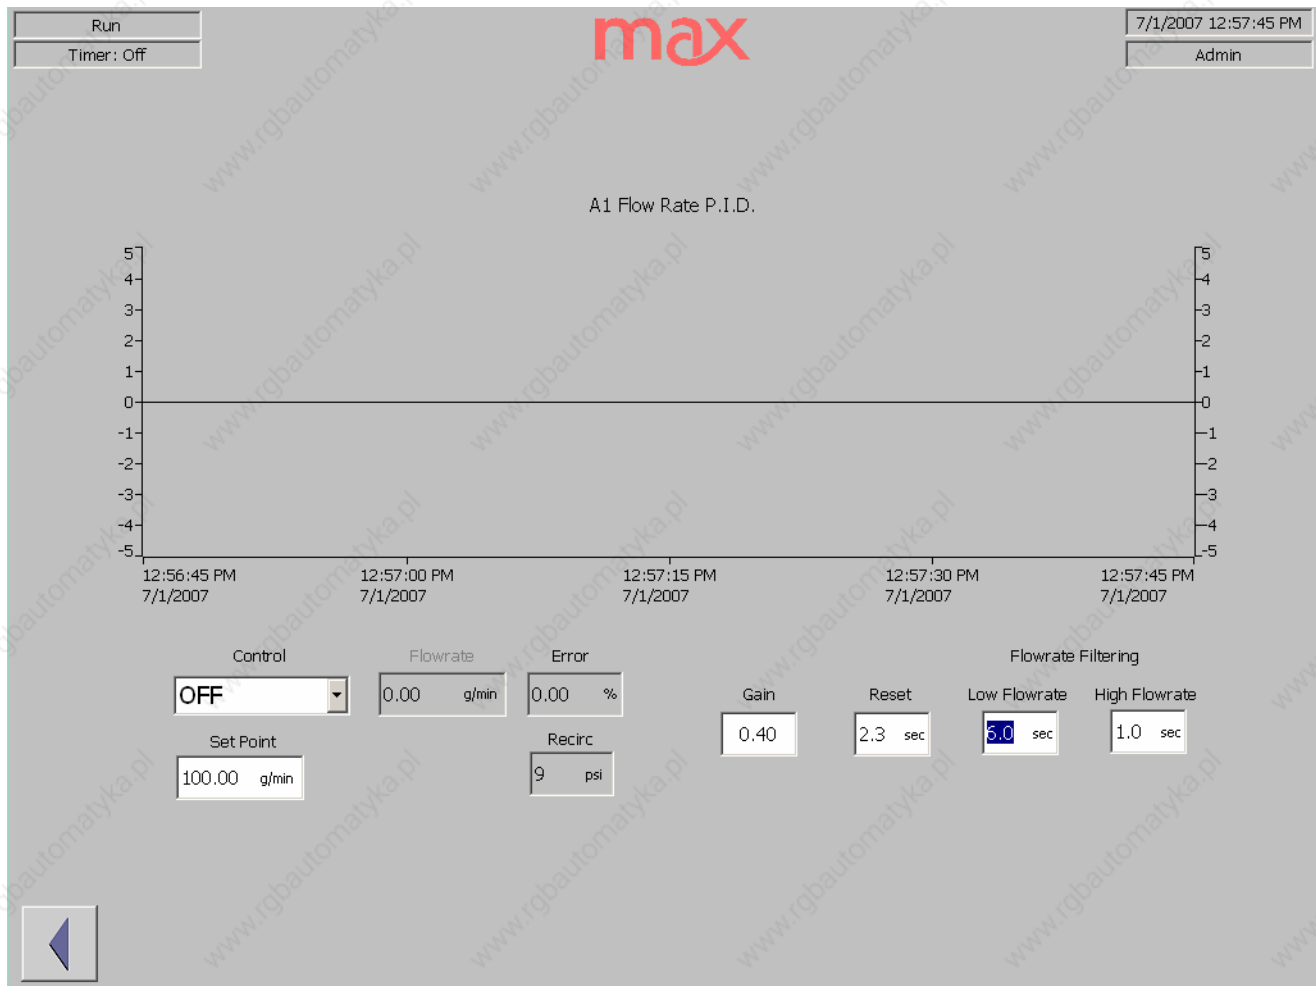 Run
Timer: Off
max
7/1/2007 12:57:45 PM
Admin
A1 Flow Rate P.I.D.
5 5
4 4
3 3
2 2
1 1
0 0
-1 -1
-2 -2
-3 -3
-4 -4
-5 -5
12:56:45 PM 12:57:00 PM 12:57:15 PM 12:57:30 PM 12:57:45 PM
7/1/2007 7/1/2007 7/1/2007 7/1/2007 7/1/2007
Control Flowrate Error Flowrate Filtering
OFF 0.00 g/min 0.00 % Gain Reset Low Flowrate High Flowrate
Set Point Recirc 0.40 2.3 sec 6.0 sec 1.0 sec
100.00 g/min 9 psi
www.rgbautomatyka.pl